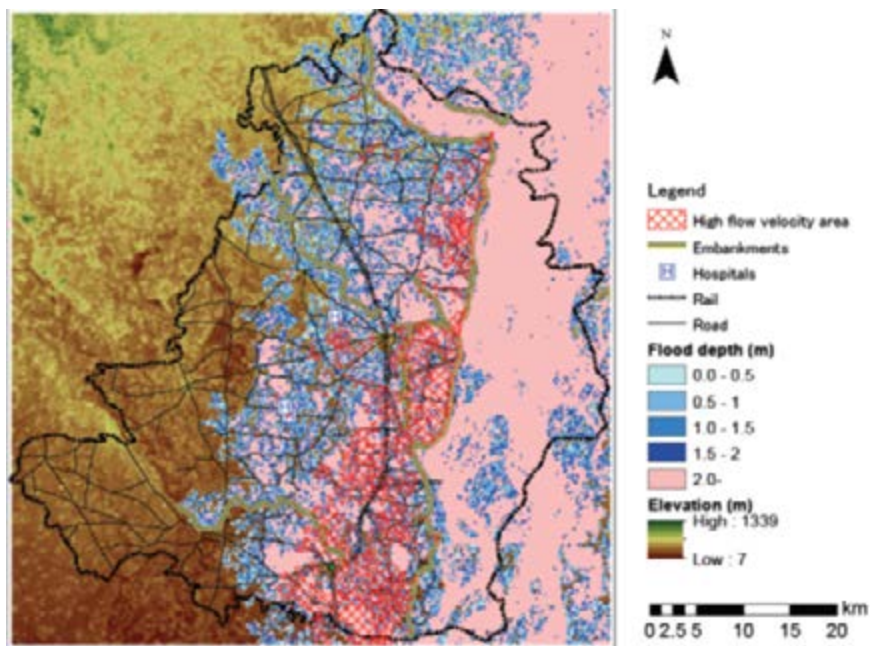 N
Legend
High flow velocity area
Embankments
H Hospitals
Rail
Road
Flood depth (m)
0.0 - 0.5
0.5 - 1
1.0 - 1.5
1.5 - 2
2.0-
Elevation (m)
High : 1339
Low : 7
km
0 2.5 5 10 15 20